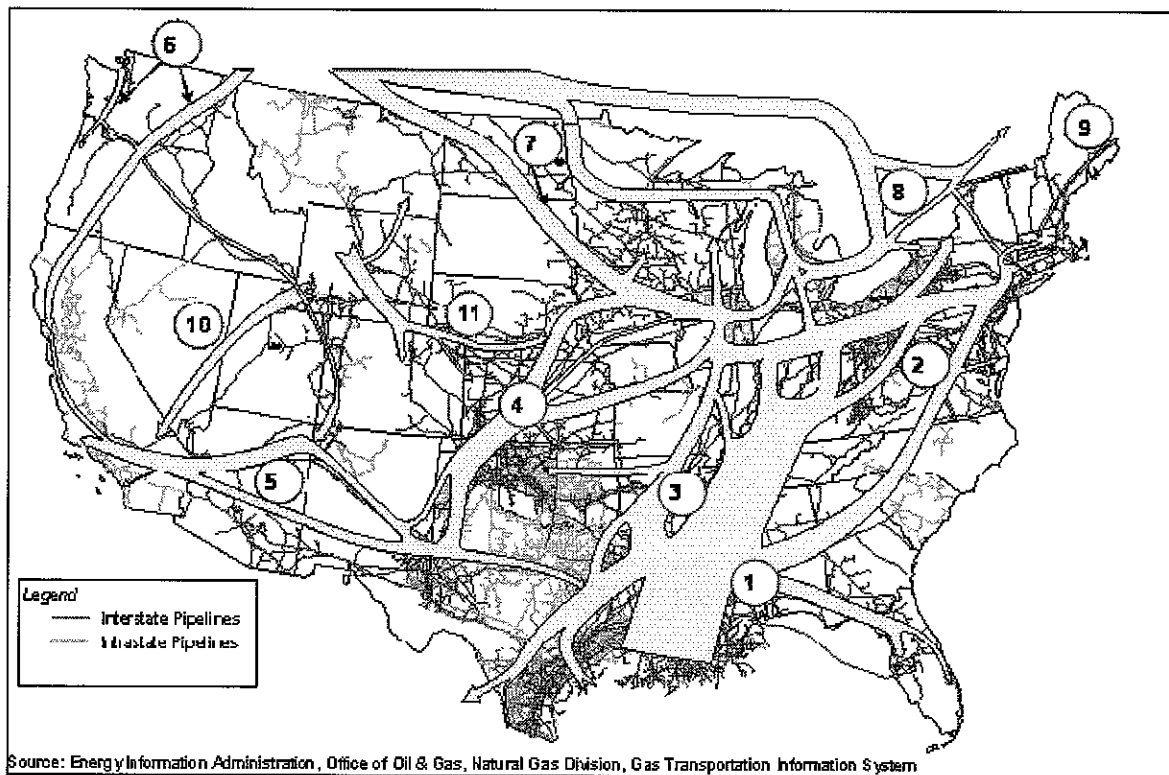 6
9
7
8
10
11
2
4
5
3
1
Legend
Interstate Pipelines
Intrastate Pipelines
Source: Energy Information Administration, Office of Oil & Gas, Natural Gas Division, Gas Transportation Information System